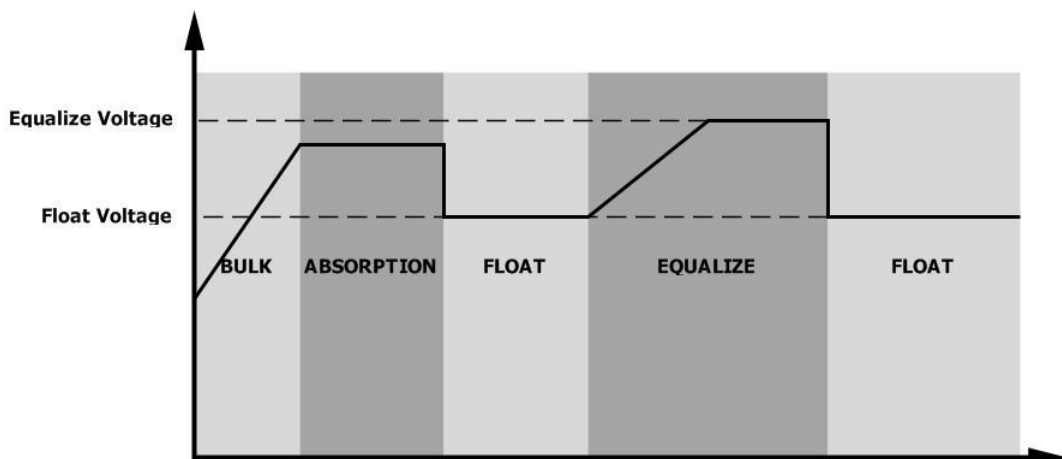 Equalize Voltage
Float Voltage
BULK
ABSORPTION
FLOAT
EQUALIZE
FLOAT